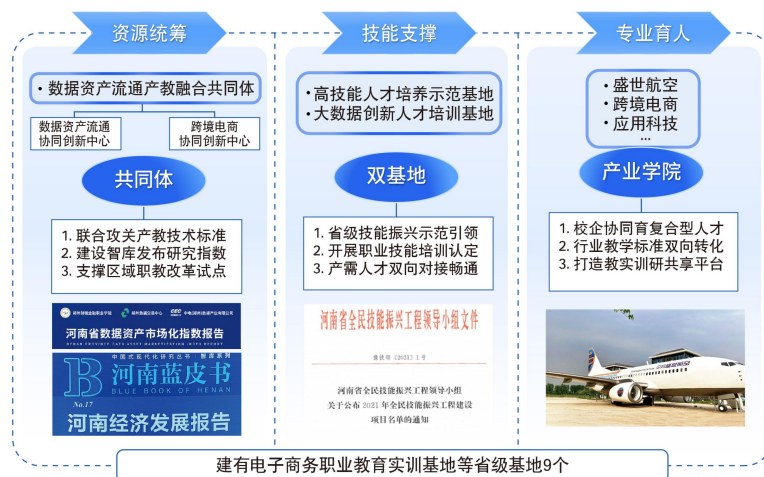 资源统筹
技能支撑
专业育人
· 数据资产流通产教融合共同体
数据资产流通
协同创新中心
跨境电商
协同创新中心
共同体
1. 联合攻关产教技术标准
2. 建设智库发布研究指数
3. 支撑区域职教改革试点
河南省数据资产市场化指数报告
中国式现代化研究丛书 智库系列
B
河南蓝皮书
BLUE BOOK OF HENAN
No.17
河南经济发展报告
· 高技能人才培养示范基地
· 大数据创新人才培训基地
双基地
1. 省级技能振兴示范引领
2. 开展职业技能培训认定
3. 产需人才双向对接畅通
河南省全民技能振兴工程领导小组文件
河南省全民技能振兴工程领导小组
关于公布 2021 年全民技能振兴工程建设
项目名单的通知
· 盛世航空
· 跨境电商
· 应用科技
...
产业学院
1. 校企协同育复合型人才
2. 行业教学标准双向转化
3. 打造教实训研共享平台
建有电子商务职业教育实训基地等省级基地9个